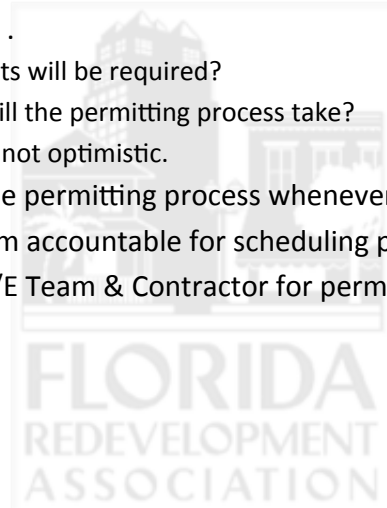 .
ts will be required?
ill the permitting process take?
not optimistic.
e permitting process whenever
m accountable for scheduling p
/E Team & Contractor for perm
FLORIDA
REDEVELOPMENT
ASSOCIATION